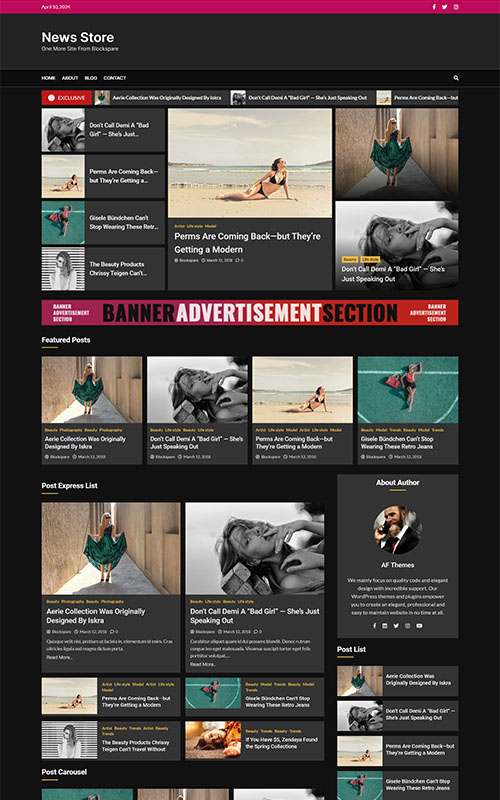 April 10, 2024
News Store
One More Site From Blockspare
HOME ABOUT BLOG CONTACT
EXCLUSIVE
Aerie Collection Was Originally Designed By Iskra
Don't Call Demi A "Bad Girl" — She's Just Speaking Out
Perms Are Coming Back—but
Don't Call Demi A "Bad
Girl" — She's Just...
Perms Are Coming Back—
but They're Getting a...
Gisele Bündchen Can't
Stop Wearing These Retr...
The Beauty Products
Chrissy Teigen Can't...
Artist Life style Model
Perms Are Coming Back—but They're
Getting a Modern
Blockspare March 12, 2018 0
Beauty Life style
Don't Call Demi A "Bad Girl" — She's
Just Speaking Out
BANNER
ADVERTISEMENT
SECTION
BANNERADVERTISEMENTSECTION
BANNER
ADVERTISEMENT
SECTION
Featured Posts
Beauty Photography Beauty Photography
Aerie Collection Was Originally
Designed By Iskra
Blockspare March 12, 2018
Beauty Life style Beauty Life style
Don't Call Demi A "Bad Girl" — She's
Just Speaking Out
Blockspare March 12, 2018
Artist Life style Model Artist Life style Model
Perms Are Coming Back—but
They're Getting a Modern
Blockspare March 12, 2018
Beauty Model Trends Beauty Model Trends
Gisele Bündchen Can't Stop
Wearing These Retro Jeans
Blockspare March 12, 2018
Post Express List
Beauty Photography Beauty Photography
Aerie Collection Was Originally
Designed By Iskra
Blockspare March 12, 2018 0
Quisque velit nisi, pretium ut lacinia in, elementum id enim. Cras
ultricies ligula sed magna dictum porta.
Read More..
Beauty Life style Beauty Life style
Don't Call Demi A "Bad Girl" — She's Just
Speaking Out
Blockspare March 12, 2018 0
Curabitur aliquet quam id dui posuere blandit. Donec rutrum
congue leo eget malesuada. Vivamus suscipit tortor eget felis
porttitor volutpat....
Read More..
Artist Life style Model Artist Life style
Model
Perms Are Coming Back—but
They're Getting a Modern
Beauty Model Trends Beauty Model
Trends
Gisele Bündchen Can't Stop
Wearing These Retro Jeans
Artist Beauty Trends Artist Beauty
Trends
The Beauty Products Chrissy
Teigen Can't Travel Without
Beauty Trends Beauty Trends
If You Have $5, Zendaya Found
the Spring Collections
Post Carousel
About Author
AF Themes
We mainly focus on quality code and elegant
design with incredible support. Our
WordPress themes and plugins empower
you to create an elegant, professional and
easy to maintain website in no time at all.
Post List
Aerie Collection Was
Originally Designed By Iskra
Don't Call Demi A "Bad Girl" —
She's Just Speaking Out
Perms Are Coming Back—but
They're Getting a Modern
Gisele Bündchen Can't Stop
Wearing These Retro Jeans